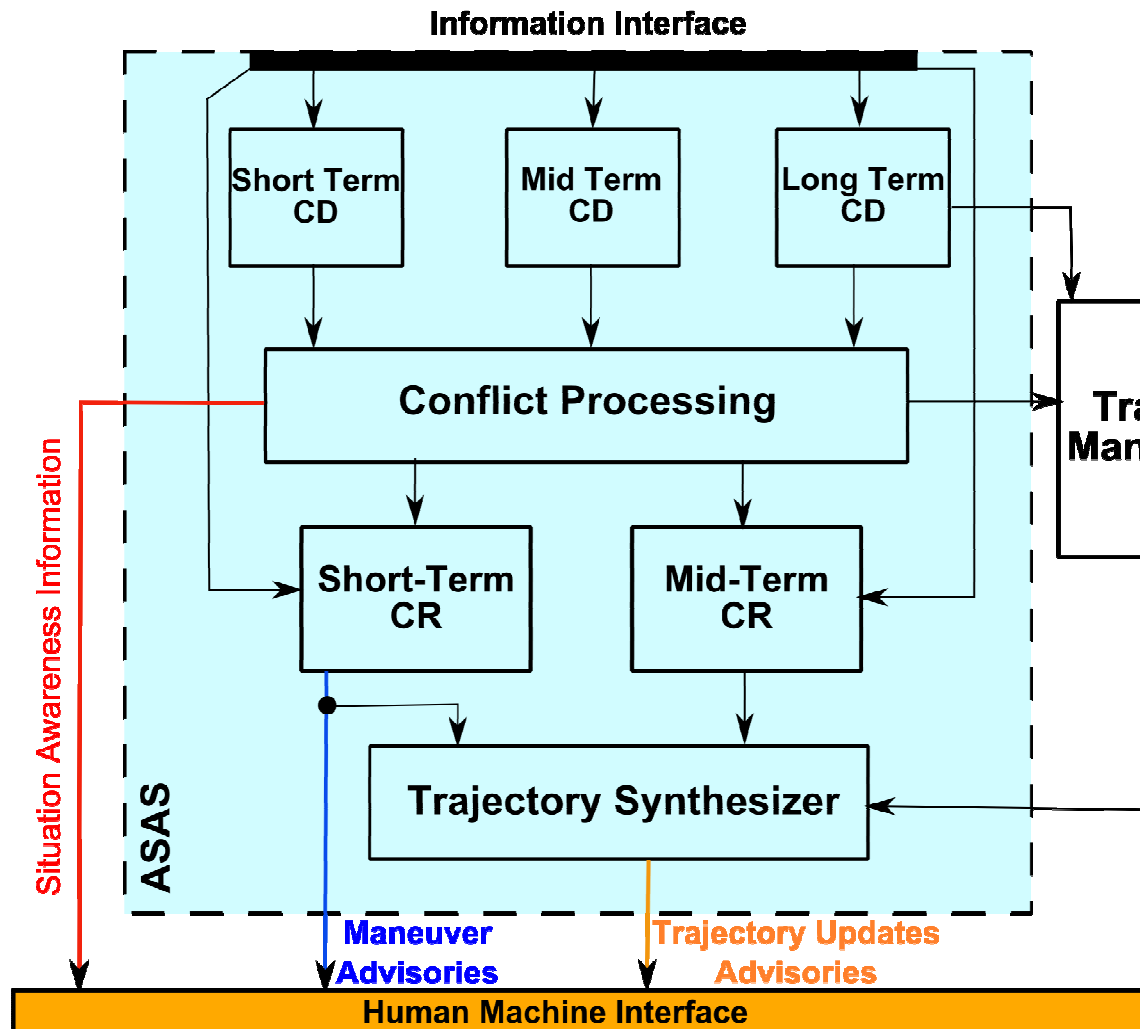 Information Interface
Short Term
CD
Mid Term
CD
Long Term
CD
Conflict Processing
Short-Term
CR
Mid-Term
CR
Trajectory Synthesizer
ASAS
Situation Awareness Information
Maneuver
Advisories
Trajectory Updates
Advisories
Human Machine Interface